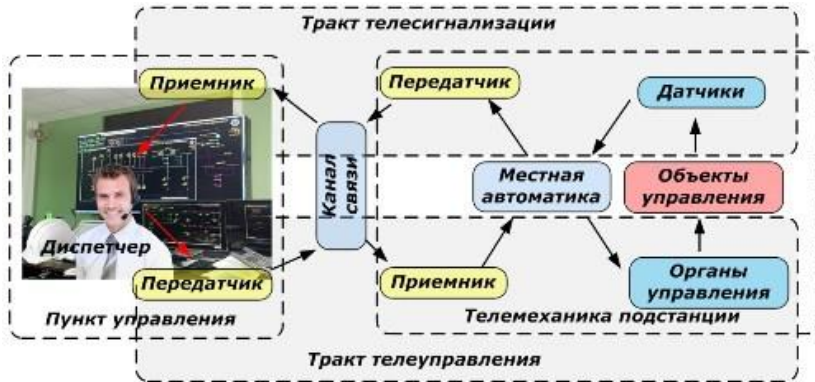 Тракт телесигнализации
Приемник
Передатчик
Датчики
Канал
связи
Местная
автоматика
Объекты
управления
Диспетчер
Передатчик
Приемник
Органы
управления
Пункт управления
Телемеханика подстанции
Тракт телеуправления